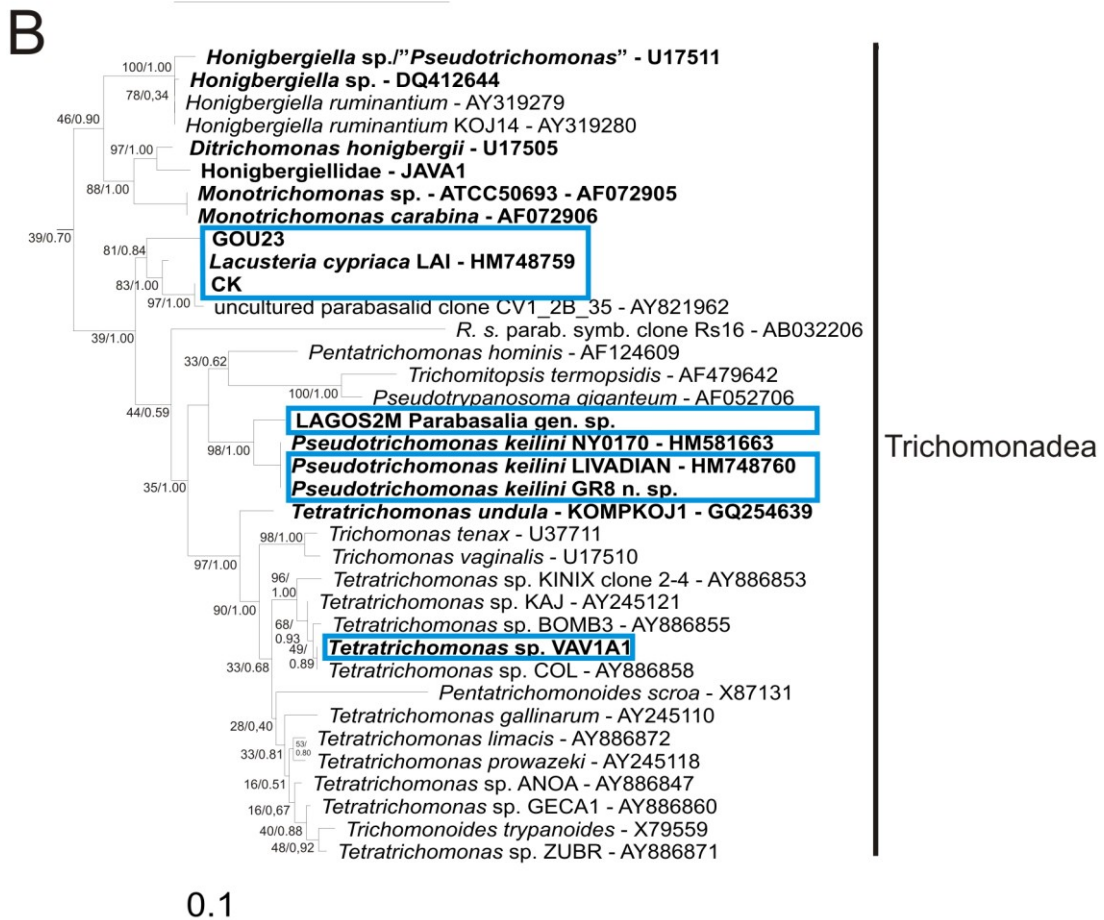 B
Honigbergiella sp./"Pseudotrichomonas" - U17511
100/1.00
Honigbergiella sp. - DQ412644
78/0,34
Honigbergiella ruminantium - AY319279
46/0.90
Honigbergiella ruminantium KOJ14 - AY319280
97/1.00
Ditrichomonas honigbergii - U17505
Honigbergiellidae - JAVA1
88/1.00
Monotrichomonas sp. - ATCC50693 - AF072905
Monotrichomonas carabina - AF072906
39/0.70
GOU23
81/0.84
Lacusteria cypriaca LAI - HM748759
83/1.00
CK
97/1.00
uncultured parabasalid clone CV1_2B_35 - AY821962
39/1.00
R. s. parab. symb. clone Rs16 - AB032206
33/0.62
Pentatrichomonas hominis - AF124609
Trichomitopsis termopsidis - AF479642
100/1.00
Pseudotrypanosoma giganteum - AF052706
44/0.59
LAGOS2M Parabasalia gen. sp.
98/1.00
Pseudotrichomonas keilini NY0170 - HM581663
Trichomonadea
Pseudotrichomonas keilini LIVADIAN - HM748760
35/1.00
Pseudotrichomonas keilini GR8 n. sp.
Tetratrichomonas undula - KOMPKOJ1 - GQ254639
98/1.00
Trichomonas tenax - U37711
Trichomonas vaginalis - U17510
97/1.00
96/
1.00
Tetratrichomonas sp. KINIX clone 2-4 - AY886853
90/1.00
Tetratrichomonas sp. KAJ - AY245121
68/
0.93
Tetratrichomonas sp. BOMB3 - AY886855
49/
0.89
Tetratrichomonas sp. VAV1A1
33/0.68
Tetratrichomonas sp. COL - AY886858
Pentatrichomonoides scroa - X87131
28/0,40
Tetratrichomonas gallinarum - AY245110
53/
0.80
Tetratrichomonas limacis - AY886872
33/0.81
Tetratrichomonas prowazeki - AY245118
16/0.51
Tetratrichomonas sp. ANOA - AY886847
16/0,67
Tetratrichomonas sp. GECA1 - AY886860
40/0.88
Trichomonoides trypanoides - X79559
48/0,92
Tetratrichomonas sp. ZUBR - AY886871
0.1